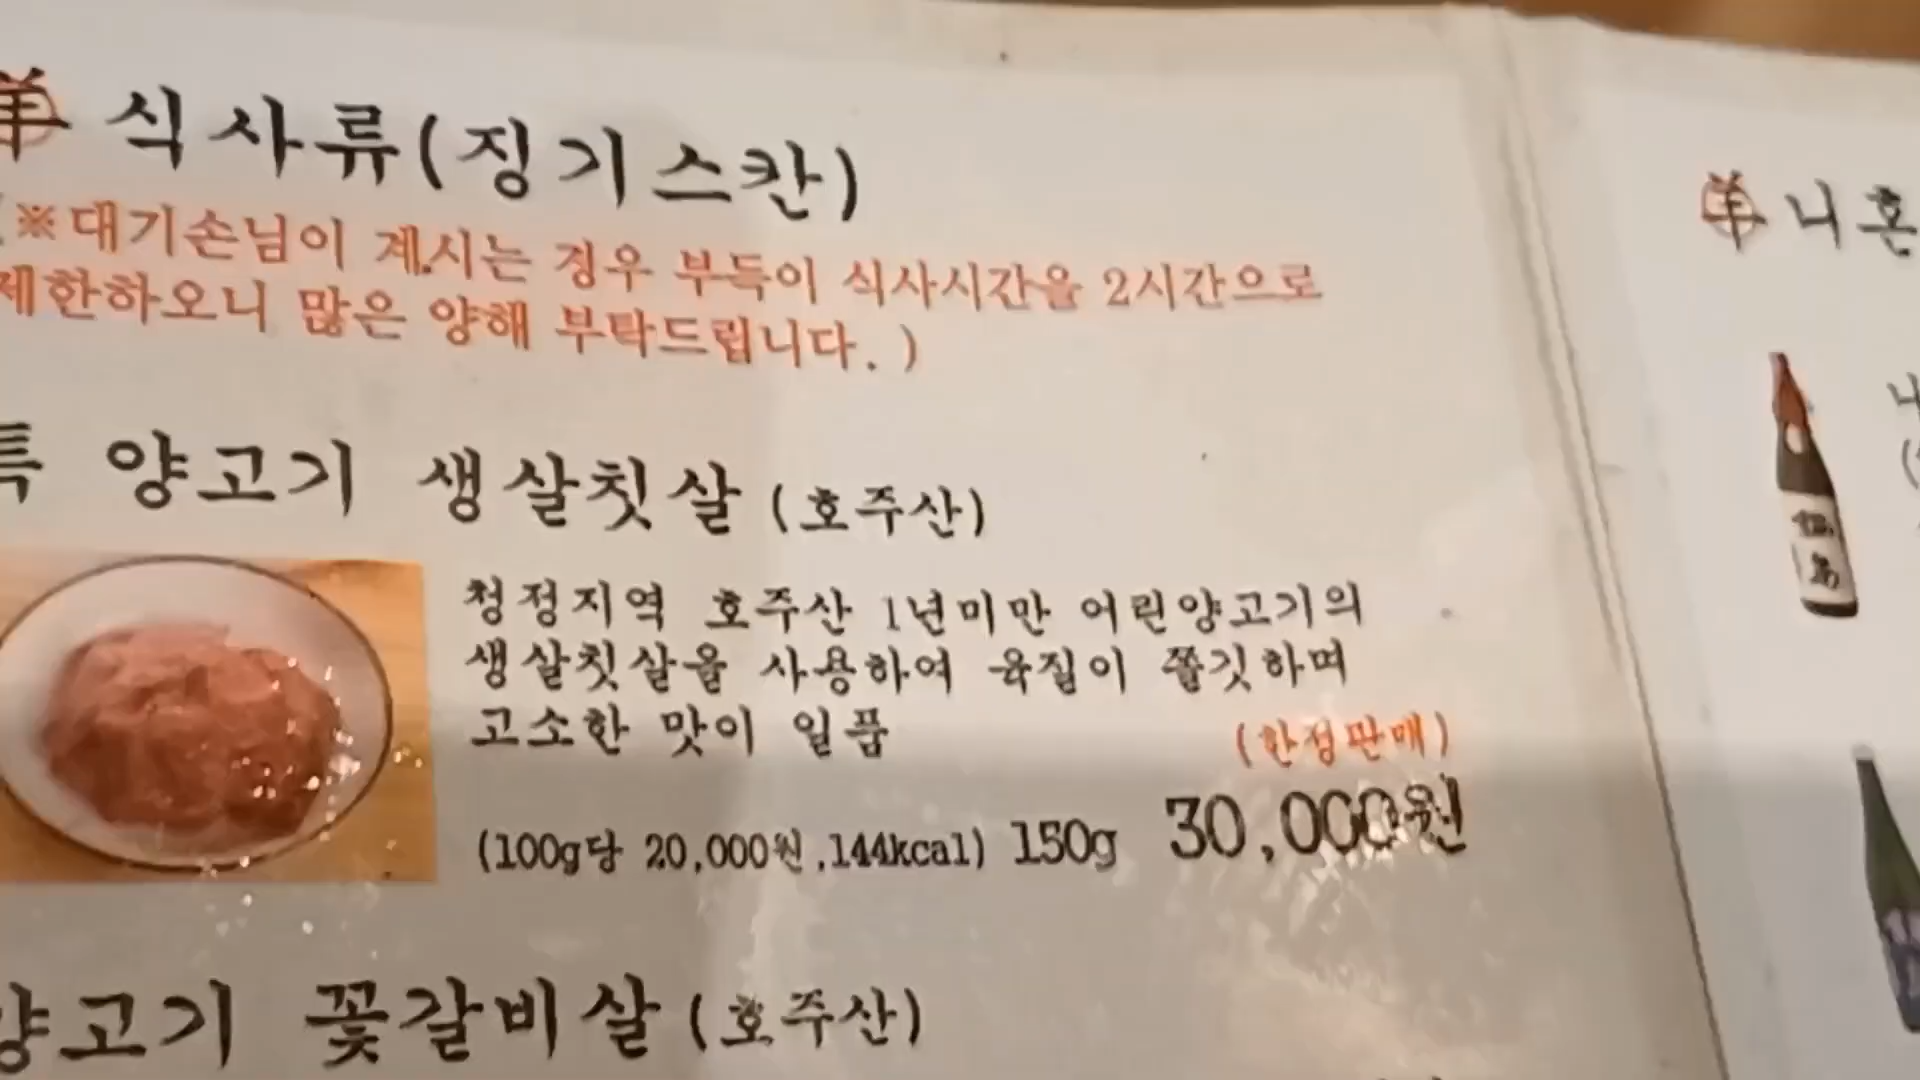 羊 식사류(징기스칸)
(※대기손님이 계시는 경우 부득이 식사시간을 2시간으로
제한하오니 많은 양해 부탁드립니다. )
특 양고기 생살칫살 (호주산)
청정지역 호주산 1년미만 어린양고기의
생살칫살을 사용하여 육질이 쫄깃하며
고소한 맛이 일품
(한정판매)
(100g당 20,000원,144kcal) 150g 30,000원
양고기 꽃갈비살 (호주산)
羊 니혼